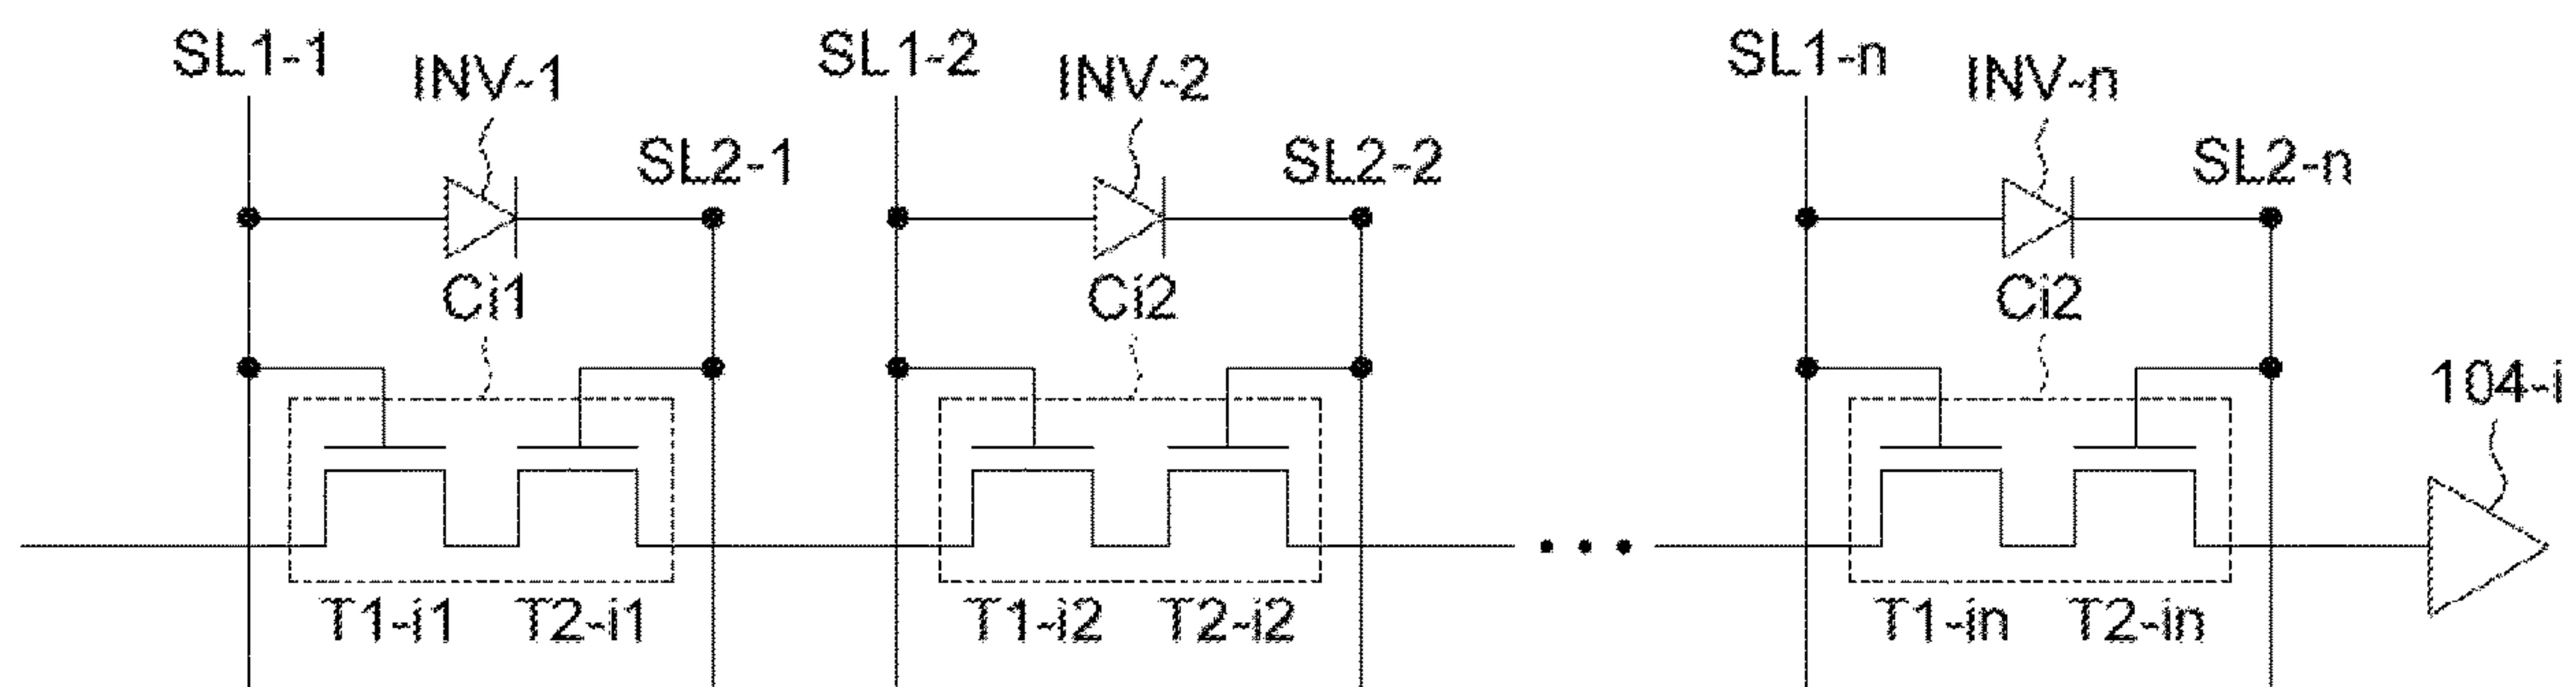 SL1-1
INV-1
SL2-1
SL1-2
INV-2
SL2-2
SL1-n
INV-n
SL2-n
Ci1
Ci2
Ci2
104-i
T1-i1
T2-i1
T1-i2
T2-i2
T1-in
T2-in